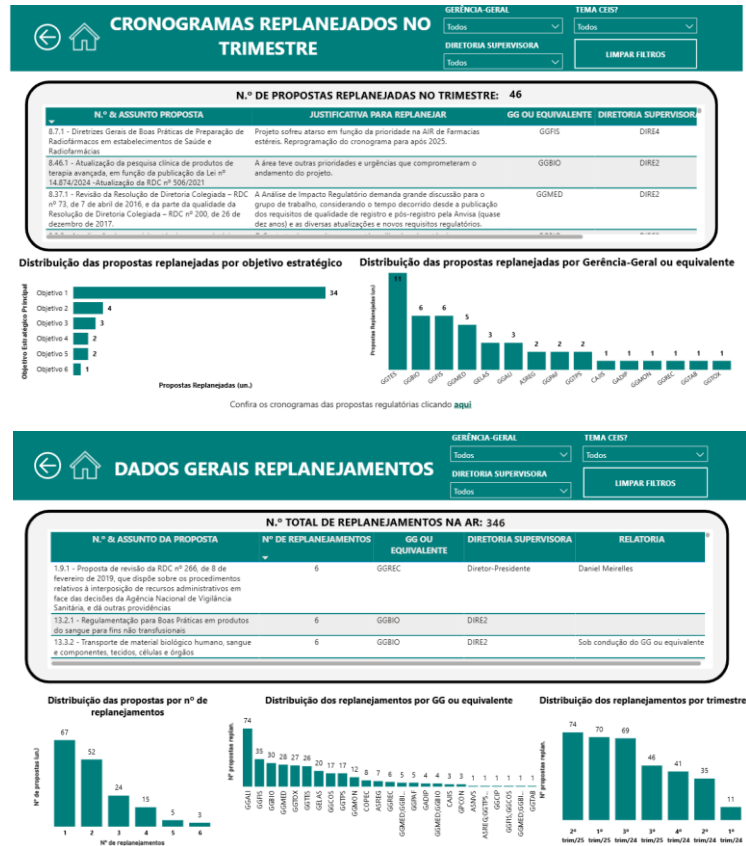 CRONOGRAMAS REPLANEJADOS NO
TRIMESTRE
GERÊNCIA-GERAL
Todos
TEMA CEIS?
Todos
DIRETORIA SUPERVISORA
Todos
LIMPAR FILTROS
N.º DE PROPOSTAS REPLANEJADAS NO TRIMESTRE: 46
N.º & ASSUNTO PROPOSTA
JUSTIFICATIVA PARA REPLANEJAR
GG OU EQUIVALENTE
DIRETORIA SUPERVISORA
8.7.1 - Diretrizes Gerais de Boas Práticas de Preparação de
Radiofármacos em estabelecimentos de Saúde e
Radiofarmácias
Projeto sofreu atarso em função da prioridade na AIR de Farmacias
estéreis. Reprogramação do cronograma para após 2025.
GGFIS
DIRE4
8.46.1 - Atualização da pesquisa clínica de produtos de
terapia avançada, em função da publicação da Lei nº
14.874/2024 -Atualização da RDC nº 506/2021
A área teve outras prioridades e urgências que comprometeram o
andamento do projeto.
GGBIO
DIRE2
8.37.1 - Revisão da Resolução de Diretoria Colegiada – RDC
nº 73, de 7 de abril de 2016, e da parte da qualidade da
Resolução de Diretoria Colegiada – RDC nº 200, de 26 de
dezembro de 2017.
A Análise de Impacto Regulatório demanda grande discussão para o
grupo de trabalho, considerando o tempo decorrido desde a publicação
dos requisitos de qualidade de registro e pós-registro pela Anvisa (quase
dez anos) e as diversas atualizações e novos requisitos regulatórios.
GGMED
DIRE2
Distribuição das propostas replanejadas por objetivo estratégico
Objetivo Estratégico Principal
Objetivo 1
34
Objetivo 2
4
Objetivo 3
3
Objetivo 4
2
Objetivo 5
2
Objetivo 6
1
Propostas Replanejadas (un.)
Distribuição das propostas replanejadas por Gerência-Geral ou equivalente
Propostas Replanejadas (un.)
11
6
6
5
3
3
2
2
2
1
1
1
1
1
1
GGTES
GGBIO
GGFIS
GGMED
GELAS
GGALI
ASREG
GGPAF
GGTPS
CAJIS
GADIP
GGMON
GGREC
GGTAB
GGTOX
Confira os cronogramas das propostas regulatórias clicando aqui
DADOS GERAIS REPLANEJAMENTOS
GERÊNCIA-GERAL
Todos
TEMA CEIS?
Todos
DIRETORIA SUPERVISORA
Todos
LIMPAR FILTROS
N.º TOTAL DE REPLANEJAMENTOS NA AR: 346
N.º & ASSUNTO DA PROPOSTA
Nº DE REPLANEJAMENTOS
GG OU
EQUIVALENTE
DIRETORIA SUPERVISORA
RELATORIA
1.9.1 - Proposta de revisão da RDC nº 266, de 8 de
fevereiro de 2019, que dispõe sobre os procedimentos
relativos à interposição de recursos administrativos em
face das decisões da Agência Nacional de Vigilância
Sanitária, e dá outras providências
6
GGREC
Diretor-Presidente
Daniel Meirelles
13.2.1 - Regulamentação para Boas Práticas em produtos
do sangue para fins não transfusionais
6
GGBIO
DIRE2
13.3.2 - Transporte de material biológico humano, sangue
e componentes, tecidos, células e órgãos
6
GGBIO
DIRE2
Sob condução do GG ou equivalente
Distribuição das propostas por nº de
replanejamentos
Nº de propostas (un.)
67
52
24
15
5
3
1
2
3
4
5
6
Nº de replanejamentos
Distribuição dos replanejamentos por GG ou equivalente
Nº propostas replan.
74
35
30
28
27
26
20
17
17
12
8
7
6
5
5
4
4
3
3
1
1
1
1
1
1
GGALI
GGFIS
GGBIO
GGMED
GGTOX
GGTES
GELAS
GGCOS
GGTPS
GGMON
COPEC
ASREG
GGREC
GGMED;GGBI...
GGPAF
GADIP
GGMED;GGBIO
CAJIS
GPCON
ASNVS
ASREG;GGTPS...
GGCIP
GGFIS;GGCOS
GGMED;GGBI...
GGTAB
Distribuição dos replanejamentos por trimestre
Nº propostas replan.
74
70
69
46
41
35
11
2º
trim/25
1º
trim/25
3º
trim/24
3º
trim/25
4º
trim/24
2º
trim/24
1º
trim/24